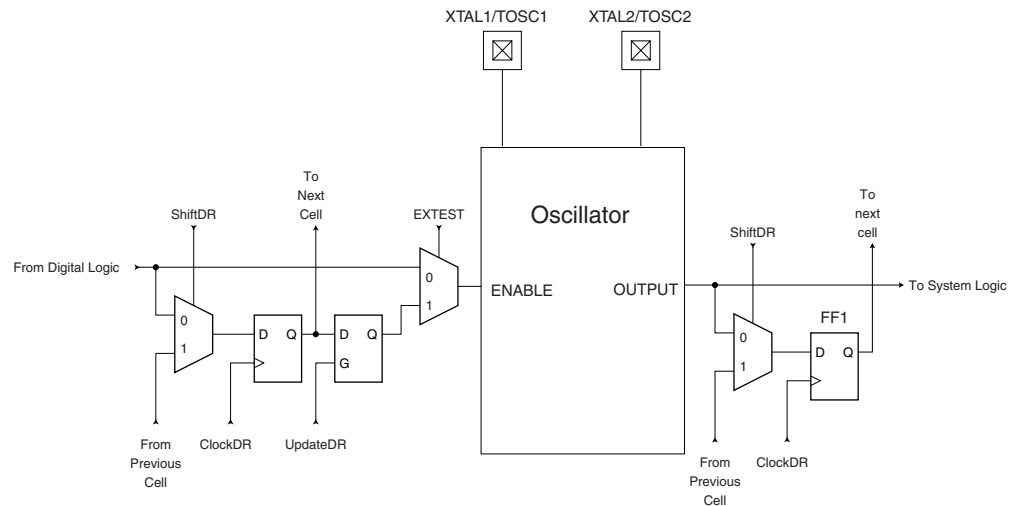 XTAL1/TOSC1
XTAL2/TOSC2
To
Next
Cell
To
next
cell
ShiftDR
EXTEST
Oscillator
ShiftDR
From Digital Logic
0
1
ENABLE
OUTPUT
To System Logic
0
1
D
Q
D
Q
G
FF1
0
1
D
Q
From
Previous
Cell
ClockDR
UpdateDR
From
Previous
Cell
ClockDR